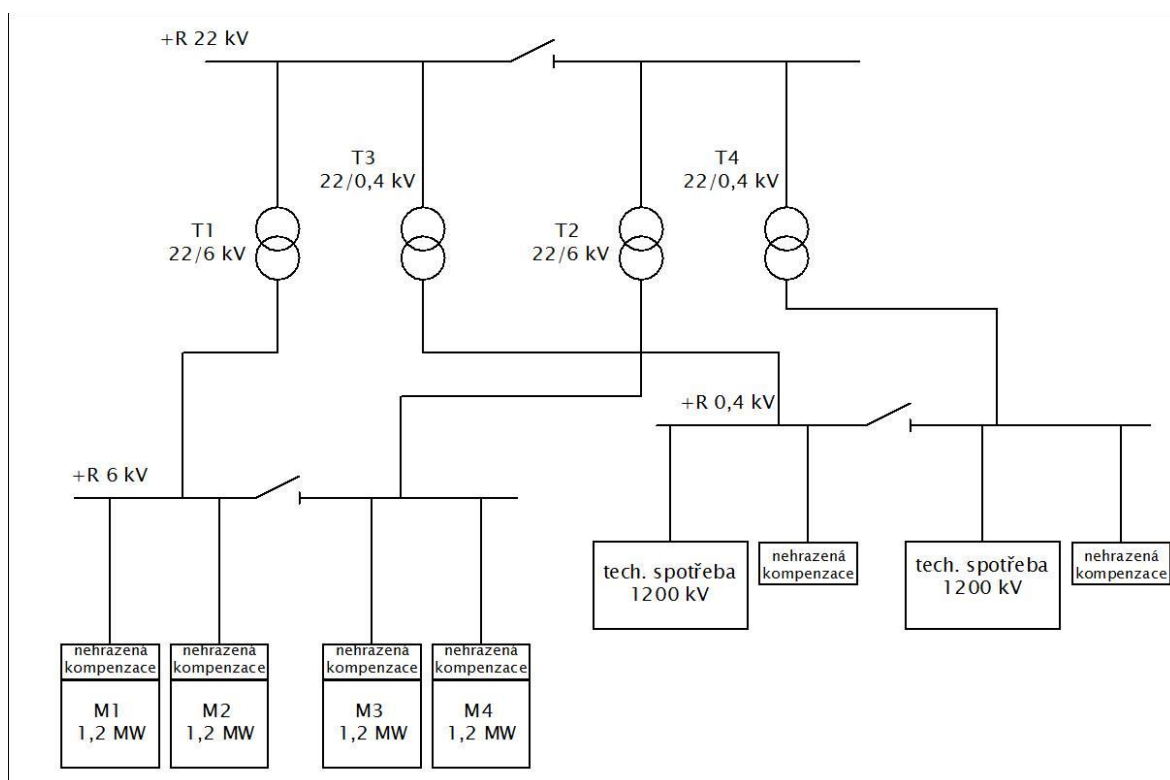 +R 22 kV
T3
22/0,4 kV
T4
22/0,4 kV
T1
22/6 kV
T2
22/6 kV
+R 0,4 kV
+R 6 kV
tech. spotřeba
1200 kV
nehrazená
kompenzace
tech. spotřeba
1200 kV
nehrazená
kompenzace
nehrazená
kompenzace
M1
1,2 MW
nehrazená
kompenzace
M2
1,2 MW
nehrazená
kompenzace
M3
1,2 MW
nehrazená
kompenzace
M4
1,2 MW